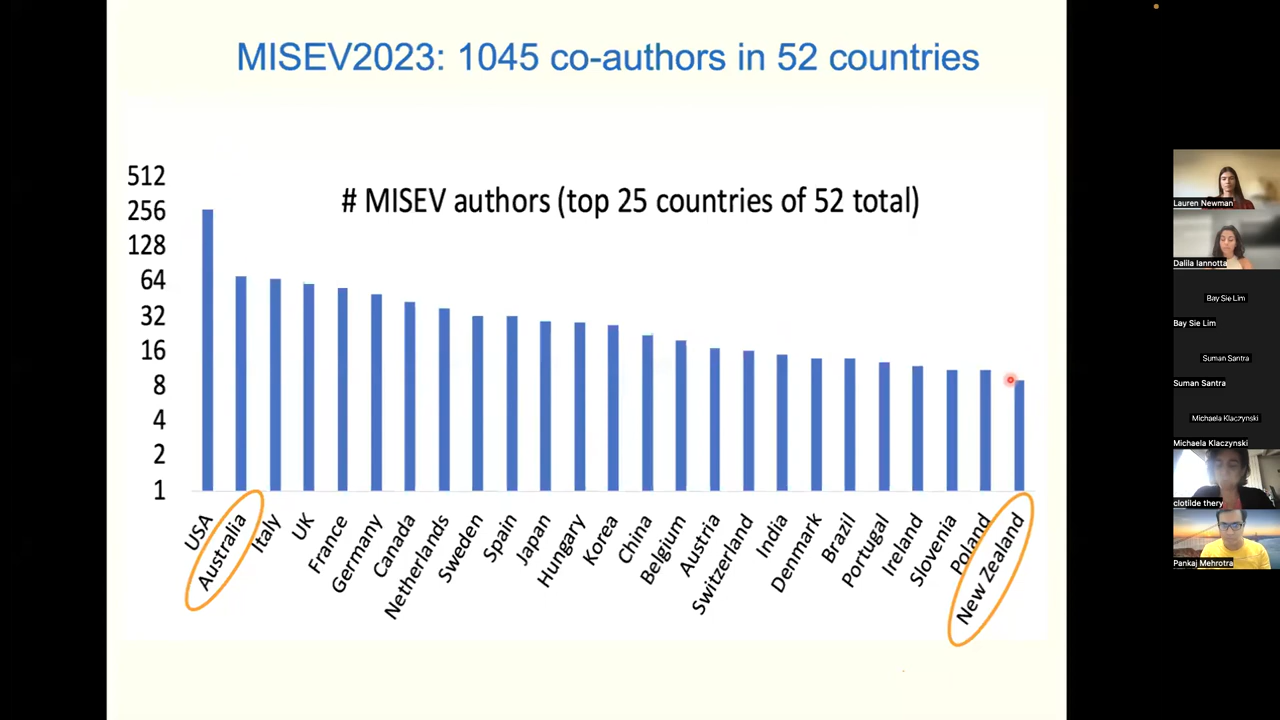 MISEV2023: 1045 co-authors in 52 countries
# MISEV authors (top 25 countries of 52 total)
512
256
128
64
32
16
8
4
2
1
USA
Australia
Italy
UK
France
Germany
Canada
Netherlands
Sweden
Spain
Japan
Hungary
Korea
China
Belgium
Austria
Switzerland
India
Denmark
Brazil
Portugal
Ireland
Slovenia
Poland
New Zealand
Lauren Newman
Dalila Iannotta
Bay Sie Lim
Bay Sie Lim
Suman Santra
Suman Santra
Michaela Klaczynski
Michaela Klaczynski
clotilde thery
Pankaj Mehrotra